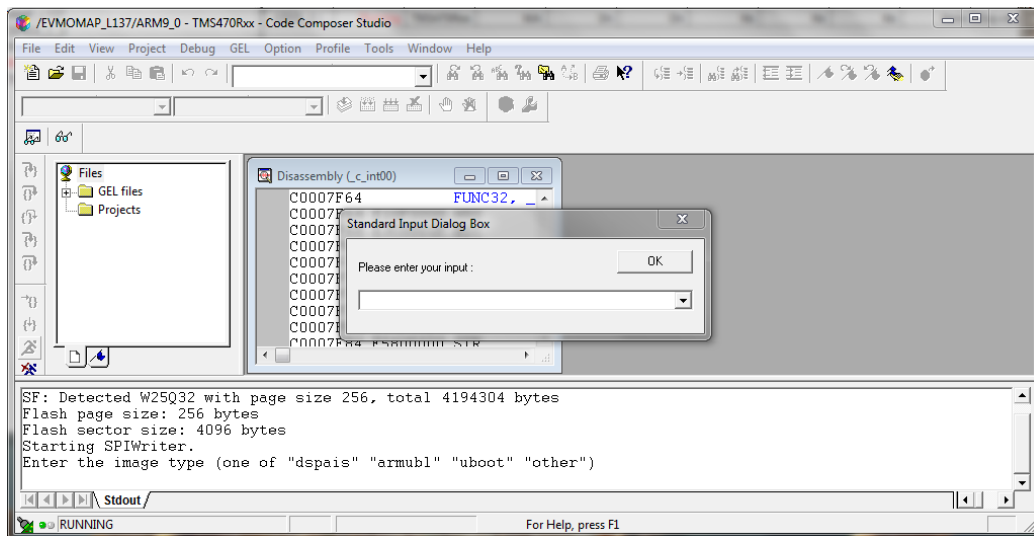 /EVMOMAP_L137/ARM9_0 - TMS470Rxx - Code Composer Studio
File Edit View Project Debug GEL Option Profile Tools Window Help
Files
GEL files
Projects
Disassembly (_c_int00)
C0007F64 FUNC32, _
Standard Input Dialog Box
Please enter your input :
OK
C0007F84 E5800000 STR
SF: Detected W25Q32 with page size 256, total 4194304 bytes
Flash page size: 256 bytes
Flash sector size: 4096 bytes
Starting SPIWriter.
Enter the image type (one of "dspais" "armubl" "uboot" "other")
Stdout
RUNNING
For Help, press F1